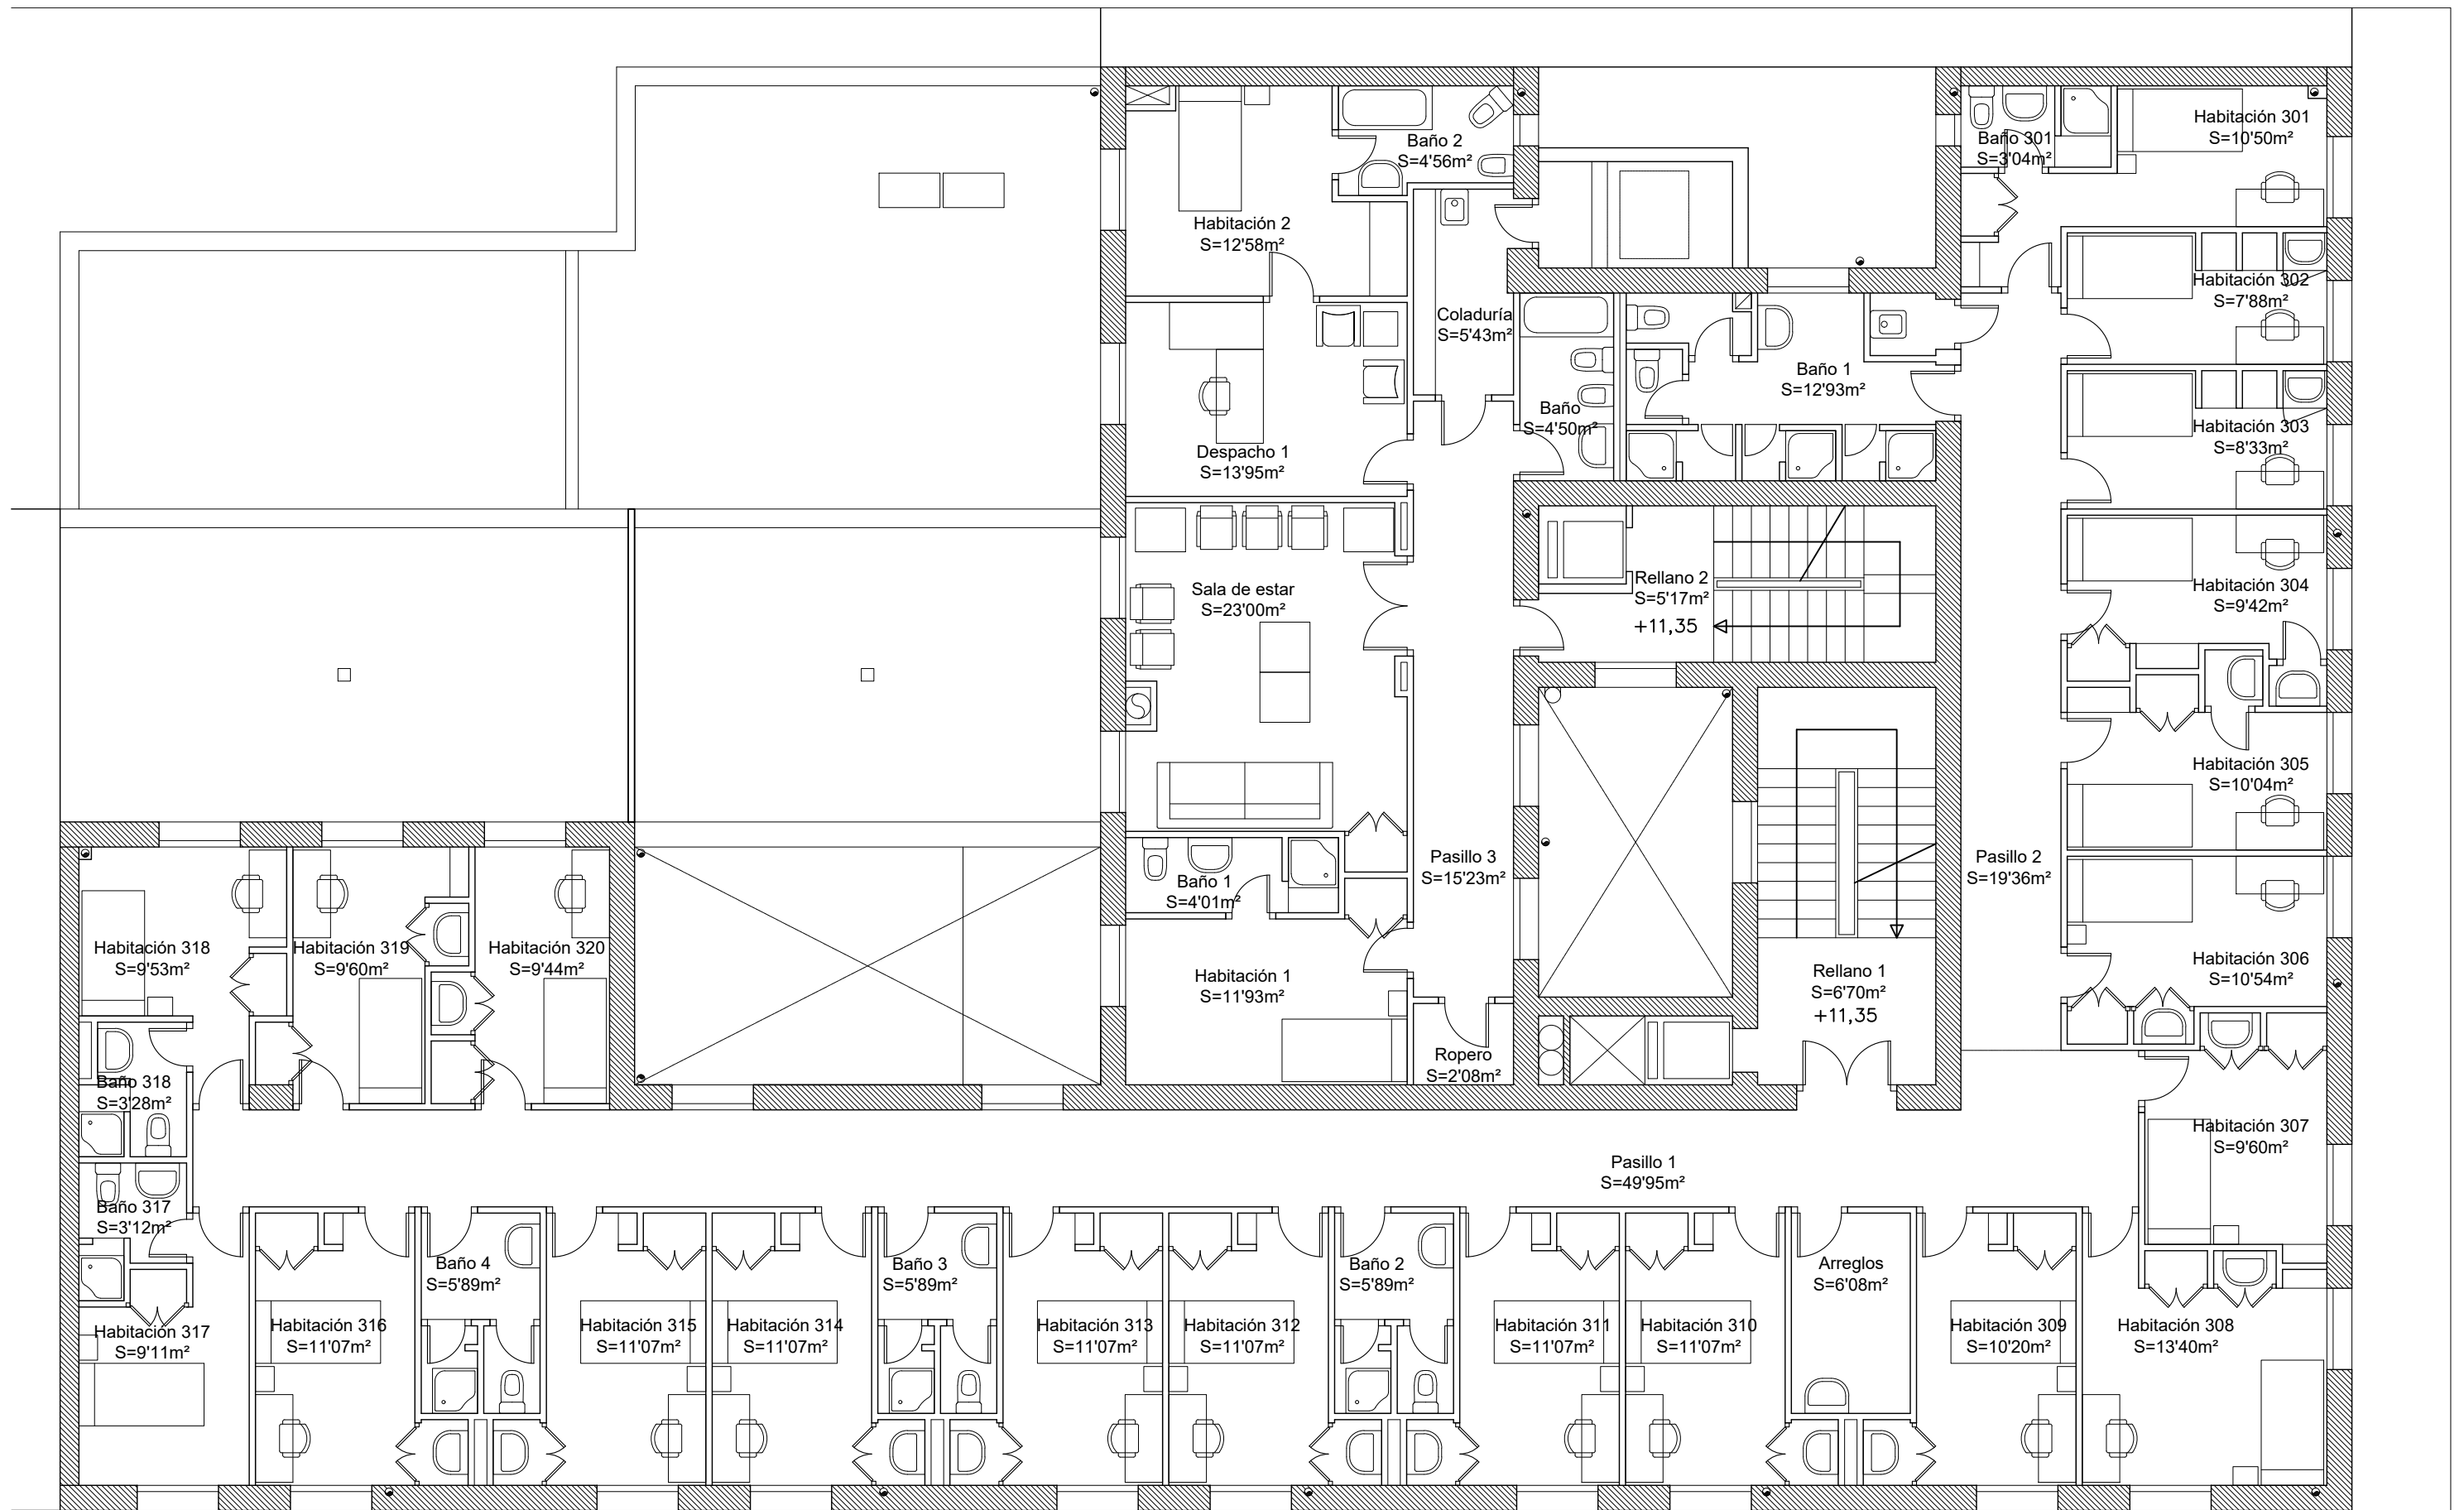 Habitación 301
S=10'50m²
Baño 301
S=3'04m²
Baño 2
S=4'56m²
Habitación 2
S=12'58m²
Habitación 302
S=7'88m²
Coladuría
S=5'43m²
Baño 1
S=12'93m²
Baño
S=4'50m²
Habitación 303
S=8'33m²
Despacho 1
S=13'95m²
Sala de estar
S=23'00m²
Rellano 2
S=5'17m²
+11,35
Habitación 304
S=9'42m²
Habitación 305
S=10'04m²
Pasillo 3
S=15'23m²
Pasillo 2
S=19'36m²
Baño 1
S=4'01m²
Habitación 318
S=9'53m²
Habitación 319
S=9'60m²
Habitación 320
S=9'44m²
Habitación 1
S=11'93m²
Rellano 1
S=6'70m²
+11,35
Habitación 306
S=10'54m²
Ropero
S=2'08m²
Baño 318
S=3'28m²
Habitación 307
S=9'60m²
Pasillo 1
S=49'95m²
Baño 317
S=3'12m²
Baño 4
S=5'89m²
Baño 3
S=5'89m²
Baño 2
S=5'89m²
Arreglos
S=6'08m²
Habitación 317
S=9'11m²
Habitación 316
S=11'07m²
Habitación 315
S=11'07m²
Habitación 314
S=11'07m²
Habitación 313
S=11'07m²
Habitación 312
S=11'07m²
Habitación 311
S=11'07m²
Habitación 310
S=11'07m²
Habitación 309
S=10'20m²
Habitación 308
S=13'40m²